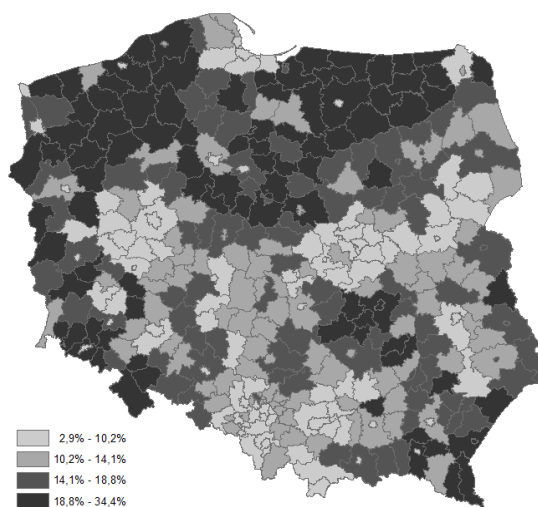 2,9% - 10,2%
10,2% - 14,1%
14,1% - 18,8%
18,8% - 34,4%